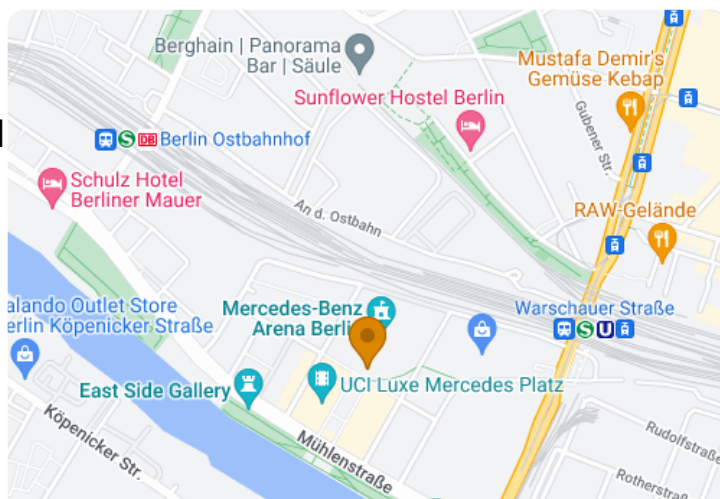 Berghain | Panorama
Bar | Säule
Mustafa Demir's
Gemüse Kebap
Sunflower Hostel Berlin
Gubener Str.
DB Berlin Ostbahnhof
Schulz Hotel
Berliner Mauer
An d. Ostbahn
RAW-Gelände
alando Outlet Store
erlin Köpenicker Straße
Mercedes-Benz
Arena Berli
Warschauer Straße
S U
East Side Gallery
UCI Luxe Mercedes Platz
Köpenicker Str.
Mühlenstraße
Rudolfstraße
Rotherstraß